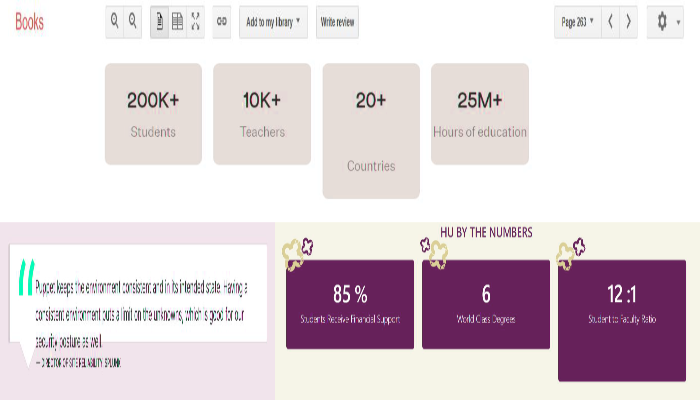 Books
Add to my library
Write review
Page 263
200K+
Students
10K+
Teachers
20+
Countries
25M+
Hours of education
“
Puppet keeps the environment consistent and in its intended state. Having a
consistent environment puts a limit on the unknowns, which is good for our
security posture as well.
— DIRECTOR OF SITE RELIABILITY, SPLUNK
HU BY THE NUMBERS
85 %
Students Receive Financial Support
6
World Class Degrees
12 :1
Student to Faculty Ratio